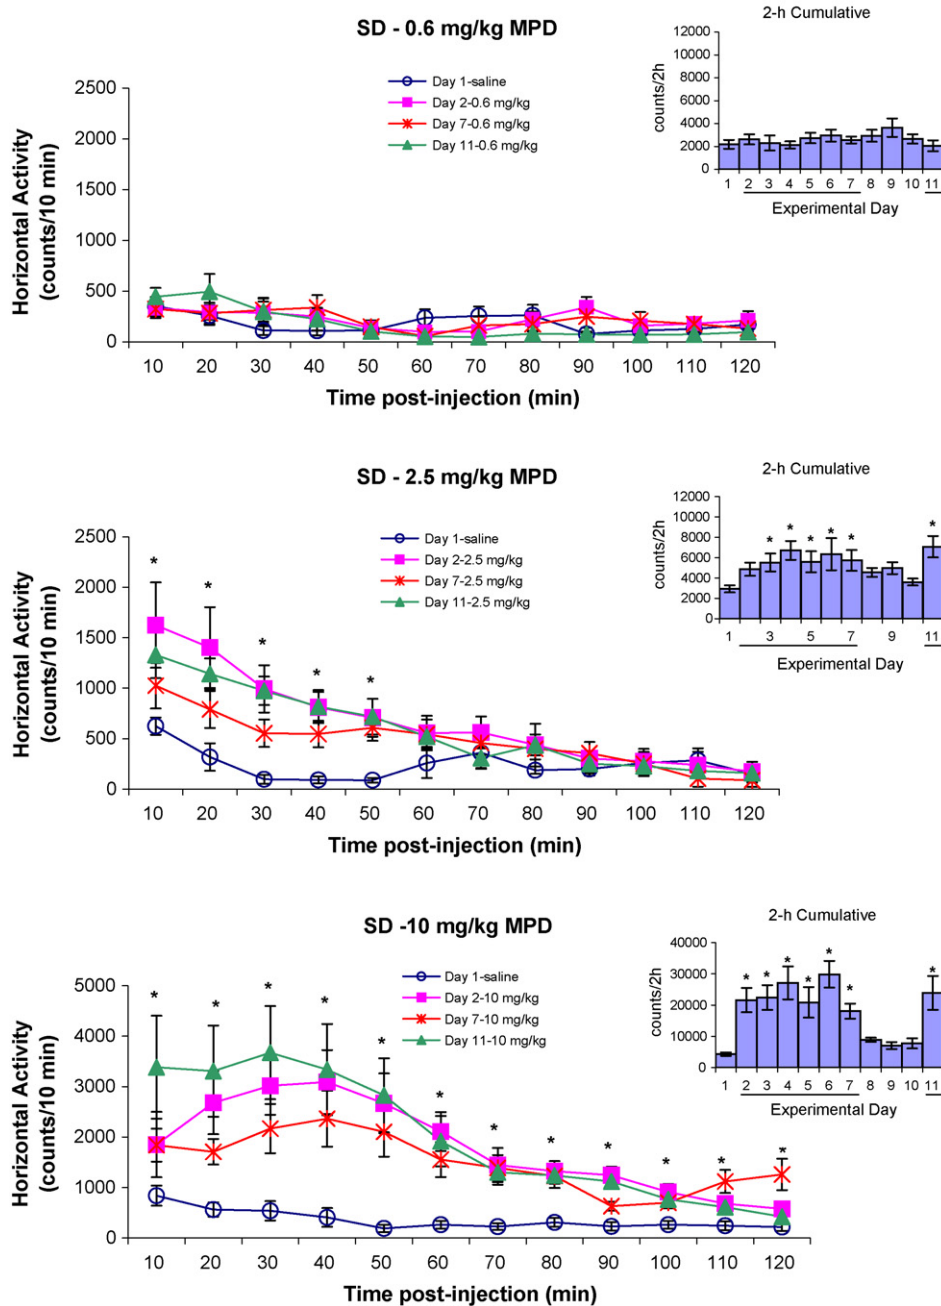 SD - 0.6 mg/kg MPD
2-h Cumulative
Day 1-saline
Day 2-0.6 mg/kg
Day 7-0.6 mg/kg
Day 11-0.6 mg/kg
Horizontal Activity
(counts/10 min)
2500
2000
1500
1000
500
0
10 20 30 40 50 60 70 80 90 100 110 120
Time post-injection (min)
counts/2h
12000
10000
8000
6000
4000
2000
0
1 2 3 4 5 6 7 8 9 10 11
Experimental Day
SD - 2.5 mg/kg MPD
2-h Cumulative
Day 1-saline
Day 2-2.5 mg/kg
Day 7-2.5 mg/kg
Day 11-2.5 mg/kg
Horizontal Activity
(counts/10 min)
2500
2000
1500
1000
500
0
* * * * *
10 20 30 40 50 60 70 80 90 100 110 120
Time post-injection (min)
counts/2h
12000
10000
8000
6000
4000
2000
0
* * * * * *
1 3 5 7 9 11
Experimental Day
SD -10 mg/kg MPD
2-h Cumulative
Day 1-saline
Day 2-10 mg/kg
Day 7-10 mg/kg
Day 11-10 mg/kg
Horizontal Activity
(counts/10 min)
5000
4000
3000
2000
1000
0
* * * * * * * * * * * *
10 20 30 40 50 60 70 80 90 100 110 120
Time post-injection (min)
counts/2h
40000
30000
20000
10000
0
* * * * * * *
1 2 3 4 5 6 7 8 9 10 11
Experimental Day